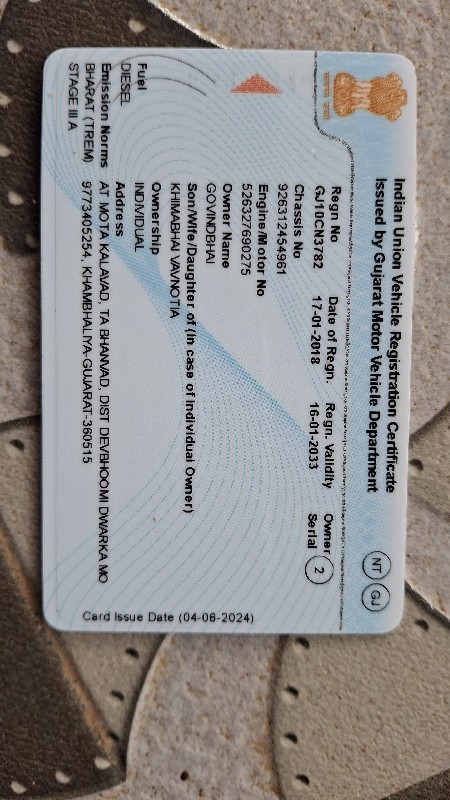 Indian Union Vehicle Registration Certificate
Issued by Gujarat Motor Vehicle Department
NT GJ
Regn No Date of Regn. Regn. Validity Owner Serial
GJ10CN3782 17-01-2018 16-01-2033 2
Chassis No
926312454961
Engine/Motor No
526327690275
Owner Name
GOVINDBHAI
Son/Wife/Daughter of (In case of Individual Owner)
KHIMABHAI VAVNOTIA
Ownership
INDIVIDUAL
Fuel
DIESEL
Emission Norms
BHARAT (TREM)
STAGE III A
Address
AT MOTA KALAVAD, TA BHANVAD, DIST DEVBHOOMI DWARKA MO
9773405254, KHAMBHALIYA-GUJARAT-360515
Card Issue Date (04-06-2024)